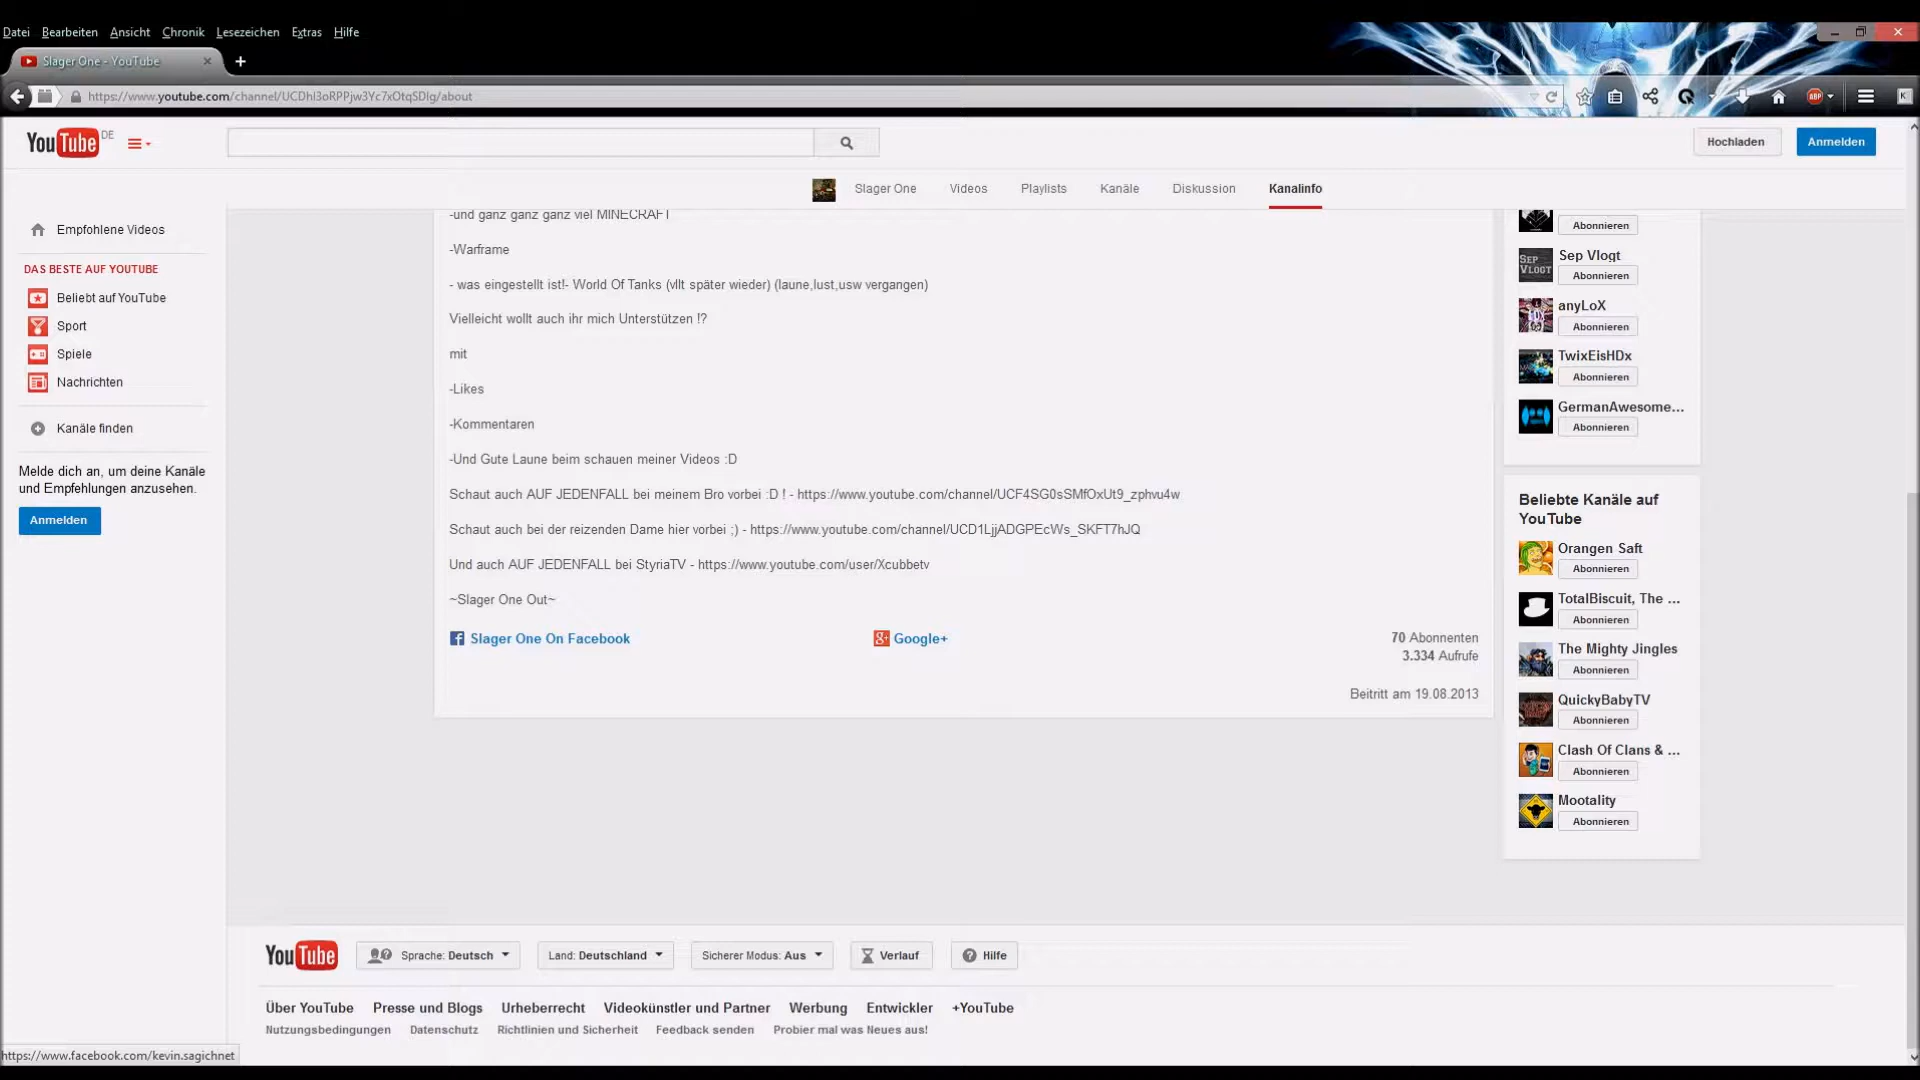 Datei Bearbeiten Ansicht Chronik Lesezeichen Extras Hilfe
Slager One - YouTube
https://www.youtube.com/channel/UCDhI3oRPPjw3Yc7xOtqSDIg/about
YouTube DE
Hochladen
Anmelden
Slager One Videos Playlists Kanäle Diskussion Kanalinfo
Empfohlene Videos
DAS BESTE AUF YOUTUBE
Beliebt auf YouTube
Sport
Spiele
Nachrichten
Kanäle finden
Melde dich an, um deine Kanäle
und Empfehlungen anzusehen.
Anmelden
-und ganz ganz ganz viel MINECRAFT
-Warframe
- was eingestellt ist!- World Of Tanks (vllt später wieder) (laune,lust,usw vergangen)
Vielleicht wollt auch ihr mich Unterstützen !?
mit
-Likes
-Kommentaren
-Und Gute Laune beim schauen meiner Videos :D
Schaut auch AUF JEDENFALL bei meinem Bro vorbei :D ! - https://www.youtube.com/channel/UCF4SG0sSMfOxUt9_zphvu4w
Schaut auch bei der reizenden Dame hier vorbei ;) - https://www.youtube.com/channel/UCD1LjjADGPEcWs_SKFT7hJQ
Und auch AUF JEDENFALL bei StyriaTV - https://www.youtube.com/user/Xcubbetv
~Slager One Out~
Slager One On Facebook
Google+
70 Abonnenten
3.334 Aufrufe
Beitritt am 19.08.2013
Abonnieren
Sep Vlogt
Abonnieren
anyLoX
Abonnieren
TwixEisHDx
Abonnieren
GermanAwesome...
Abonnieren
Beliebte Kanäle auf
YouTube
Orangen Saft
Abonnieren
TotalBiscuit, The ...
Abonnieren
The Mighty Jingles
Abonnieren
QuickyBabyTV
Abonnieren
Clash Of Clans & ...
Abonnieren
Mootality
Abonnieren
YouTube
Sprache: Deutsch
Land: Deutschland
Sicherer Modus: Aus
Verlauf
Hilfe
Über YouTube Presse und Blogs Urheberrecht Videokünstler und Partner Werbung Entwickler +YouTube
Nutzungsbedingungen Datenschutz Richtlinien und Sicherheit Feedback senden Probier mal was Neues aus!
https://www.facebook.com/kevin.sagichnet